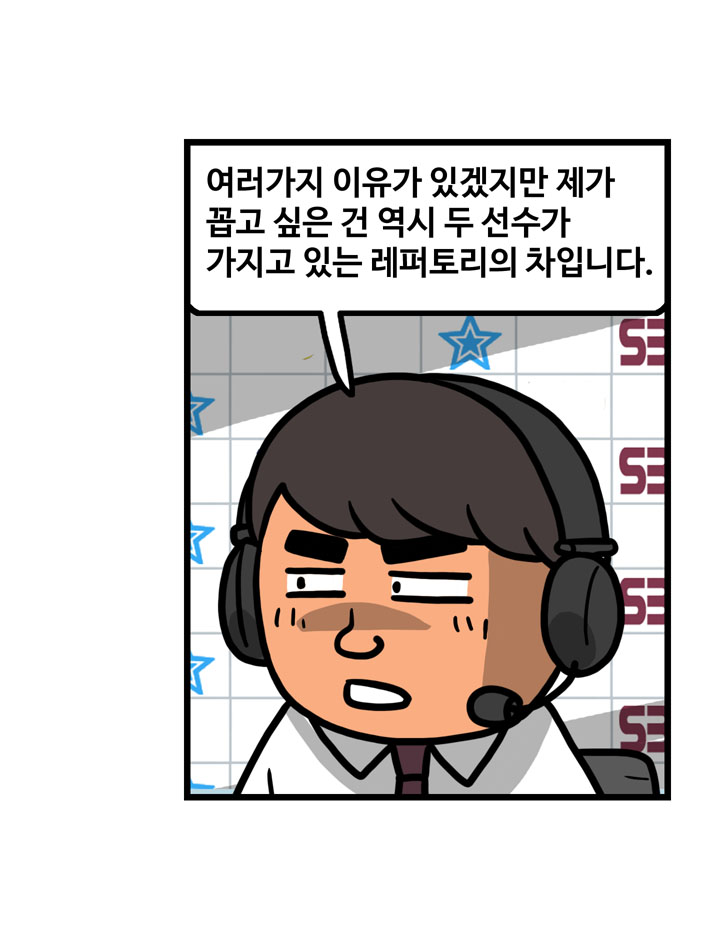 여러가지 이유가 있겠지만 제가
꼽고 싶은 건 역시 두 선수가
가지고 있는 레퍼토리의 차입니다.